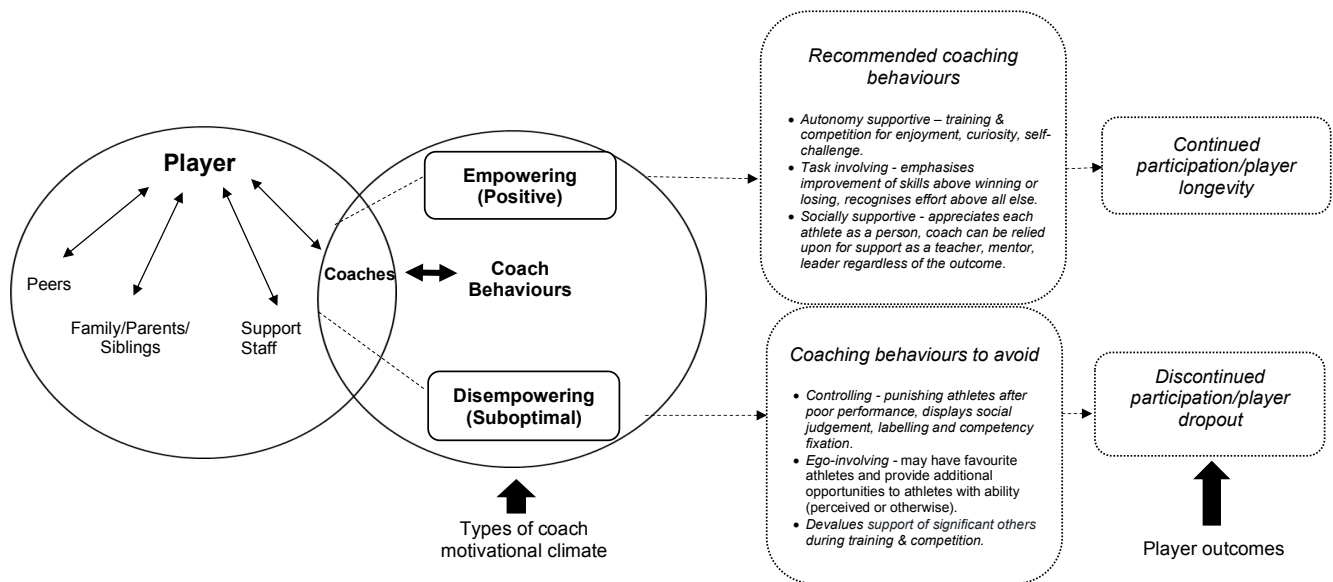 Player
Peers
Family/Parents/
Siblings
Support
Staff
Coaches
Empowering
(Positive)
Coach
Behaviours
Disempowering
(Suboptimal)
Types of coach
motivational climate
Recommended coaching
behaviours
• Autonomy supportive – training &
competition for enjoyment, curiosity, self-
challenge.
• Task involving - emphasises
improvement of skills above winning or
losing, recognises effort above all else.
• Socially supportive - appreciates each
athlete as a person, coach can be relied
upon for support as a teacher, mentor,
leader regardless of the outcome.
Continued
participation/player
longevity
Coaching behaviours to avoid
• Controlling - punishing athletes after
poor performance, displays social
judgement, labelling and competency
fixation.
• Ego-involving - may have favourite
athletes and provide additional
opportunities to athletes with ability
(perceived or otherwise).
• Devalues support of significant others
during training & competition.
Discontinued
participation/player
dropout
Player outcomes